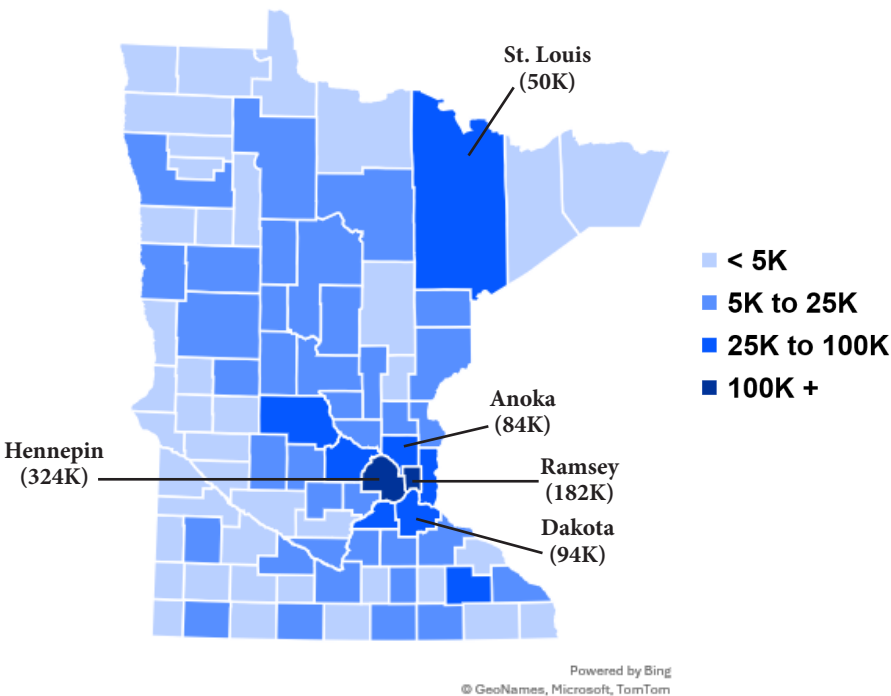 St. Louis
(50K)
< 5K
5K to 25K
25K to 100K
100K +
Anoka
(84K)
Hennepin
(324K)
Ramsey
(182K)
Dakota
(94K)
Powered by Bing
© GeoNames, Microsoft, TomTom